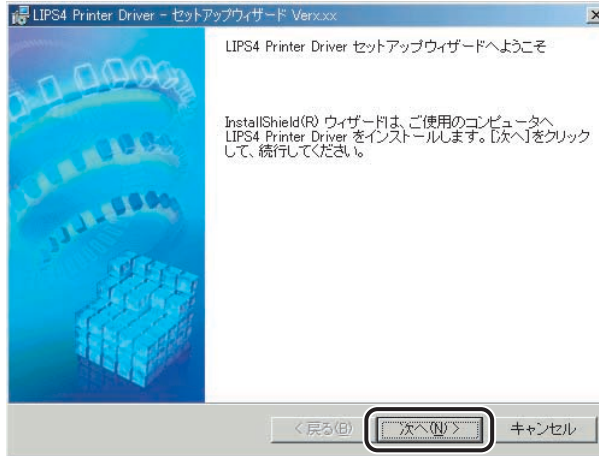 LIPS4 Printer Driver - セットアップウィザード Verx.xx
LIPS4 Printer Driver セットアップウィザードへようこそ
InstallShield(R) ウィザードは、ご使用のコンピュータへ
LIPS4 Printer Driver をインストールします。［次へ］をクリック
して、続行してください。
< 戻る(B)
次へ(N) >
キャンセル